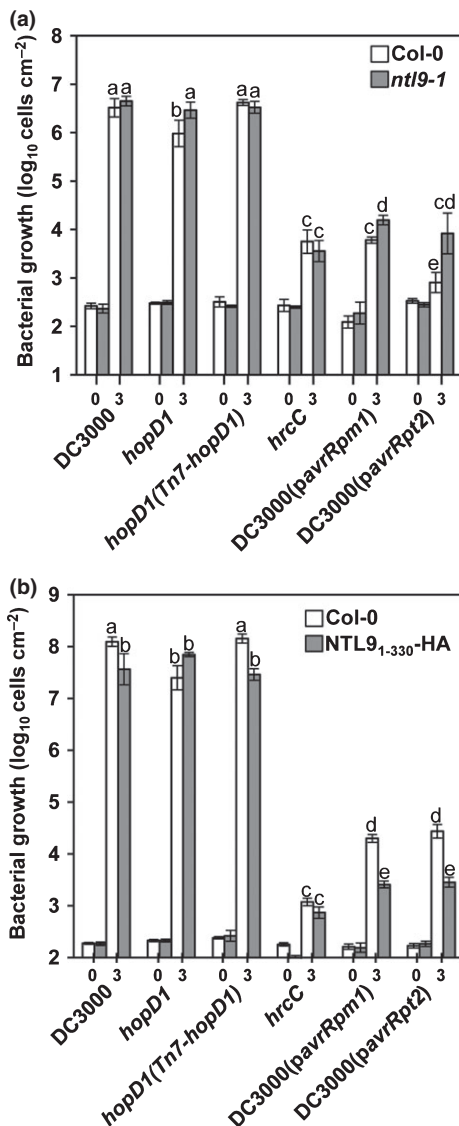 (a)
Bacterial growth (log10 cells cm−2)
8
7
6
5
4
3
2
1
Col-0
ntl9-1
a a b a a a c c c d e cd
0 3 0 3 0 3 0 3 0 3 0 3
DC3000
hopD1
hopD1(Tn7-hopD1)
hrcC
DC3000(pavrRpm1)
DC3000(pavrRpt2)
(b)
Bacterial growth (log10 cells cm−2)
9
8
7
6
5
4
3
2
Col-0
NTL91-330-HA
a b b b a b c c d e d e
0 3 0 3 0 3 0 3 0 3 0 3
DC3000
hopD1
hopD1(Tn7-hopD1)
hrcC
DC3000(pavrRpm1)
DC3000(pavrRpt2)